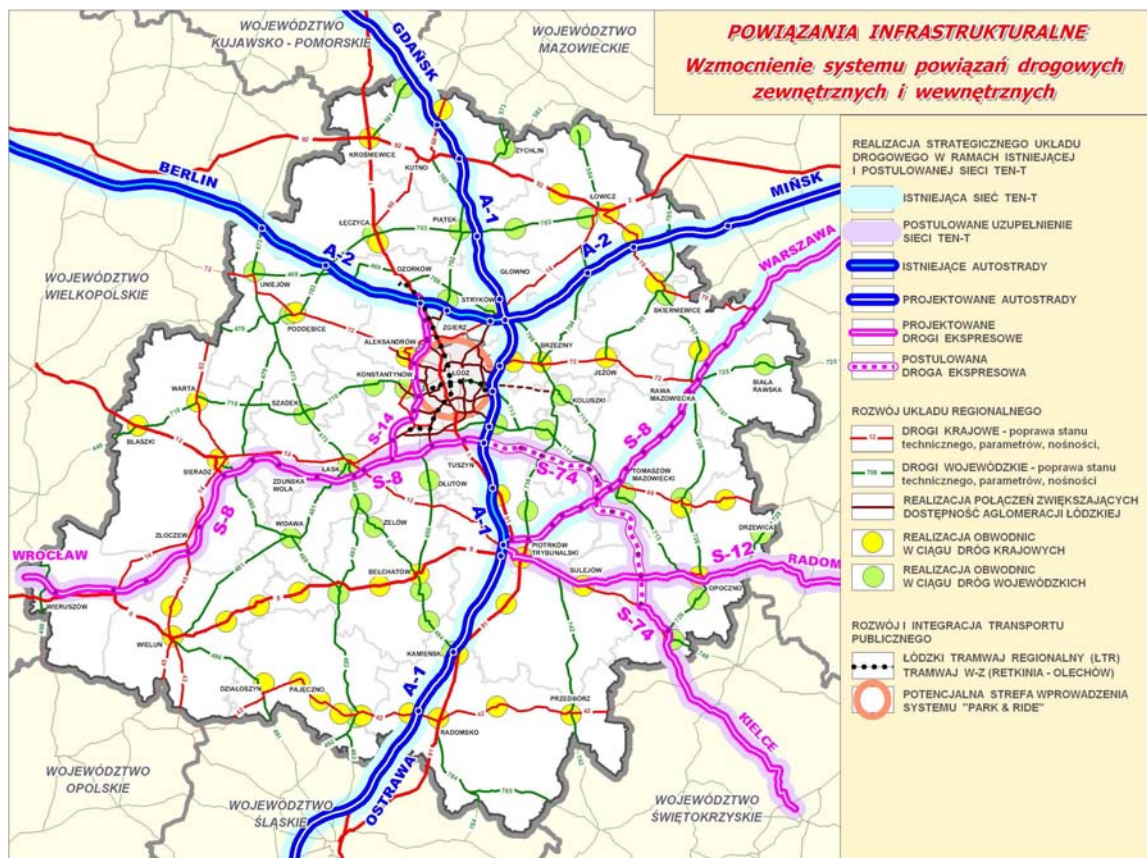 POWIĄZANIA INFRASTRUKTURALNE
Wzmocnienie systemu powiązań drogowych
zewnętrznych i wewnętrznych
REALIZACJA STRATEGICZNEGO UKŁADU
DROGOWEGO W RAMACH ISTNIEJĄCEJ
I POSTULOWANEJ SIECI TEN-T
ISTNIEJĄCA SIEĆ TEN-T
POSTULOWANE UZUPEŁNIENIE
SIECI TEN-T
ISTNIEJĄCE AUTOSTRADY
PROJEKTOWANE AUTOSTRADY
PROJEKTOWANE
DROGI EKSPRESOWE
POSTULOWANA
DROGA EKSPRESOWA
ROZWÓJ UKŁADU REGIONALNEGO
12
DROGI KRAJOWE - poprawa stanu
technicznego, parametrów, nośności,
DROGI WOJEWÓDZKIE - poprawa stanu
technicznego, parametrów, nośności
REALIZACJA POŁĄCZEŃ ZWIĘKSZAJĄCYCH
DOSTĘPNOŚĆ AGLOMERACJI ŁÓDZKIEJ
REALIZACJA OBWODNIC
W CIĄGU DRÓG KRAJOWYCH
REALIZACJA OBWODNIC
W CIĄGU DRÓG WOJEWÓDZKICH
ROZWÓJ I INTEGRACJA TRANSPORTU
PUBLICZNEGO
ŁÓDZKI TRAMWAJ REGIONALNY (ŁTR)
TRAMWAJ W-Z (RETKINIA - OLECHÓW)
POTENCJALNA STREFA WPROWADZENIA
SYSTEMU "PARK & RIDE"
WOJEWÓDZTWO
KUJAWSKO - POMORSKIE
GDAŃSK
WOJEWÓDZTWO
MAZOWIECKIE
BERLIN
MIŃSK
WARSZAWA
KROŚNIEWICE
KUTNO
ŻYCHLIN
ŁOWICZ
ŁĘCZYCA
PIĄTEK
A-1
A-2
A-2
WOJEWÓDZTWO
WIELKOPOLSKIE
OZORKÓW
GŁOWNO
UNIEJÓW
STRYKÓW
SKIERNIEWICE
PODDĘBICE
ZGIERZ
ALEKSANDRÓW
BRZEZINY
JEŻÓW
KONSTANTYNÓW
ŁÓDŹ
KOLUSZKI
RAWA
MAZOWIECKA
BIAŁA
RAWSKA
WARTA
SZADEK
BŁASZKI
SIERADZ
S-14
S-8
ZDUŃSKA
WOLA
ŁASK
S-8
TUSZYN
S-74
TOMASZÓW
MAZOWIECKI
DŁUTÓW
S-8
WIDAWA
ZELÓW
A-1
DRZEWICA
ZŁOCZEW
WROCŁAW
PIOTRKÓW
TRYBUNALSKI
S-12
RADOM
BEŁCHATÓW
SULEJÓW
OPOCZNO
WIERUSZÓW
S-74
WIELUŃ
KAMIEŃSK
DZIAŁOSZYN
PAJĘCZNO
A-1
PRZEDBÓRZ
RADOMSKO
KIELCE
WOJEWÓDZTWO
OPOLSKIE
WOJEWÓDZTWO
ŚLĄSKIE
OSTRAWA
WOJEWÓDZTWO
ŚWIĘTOKRZYSKIE